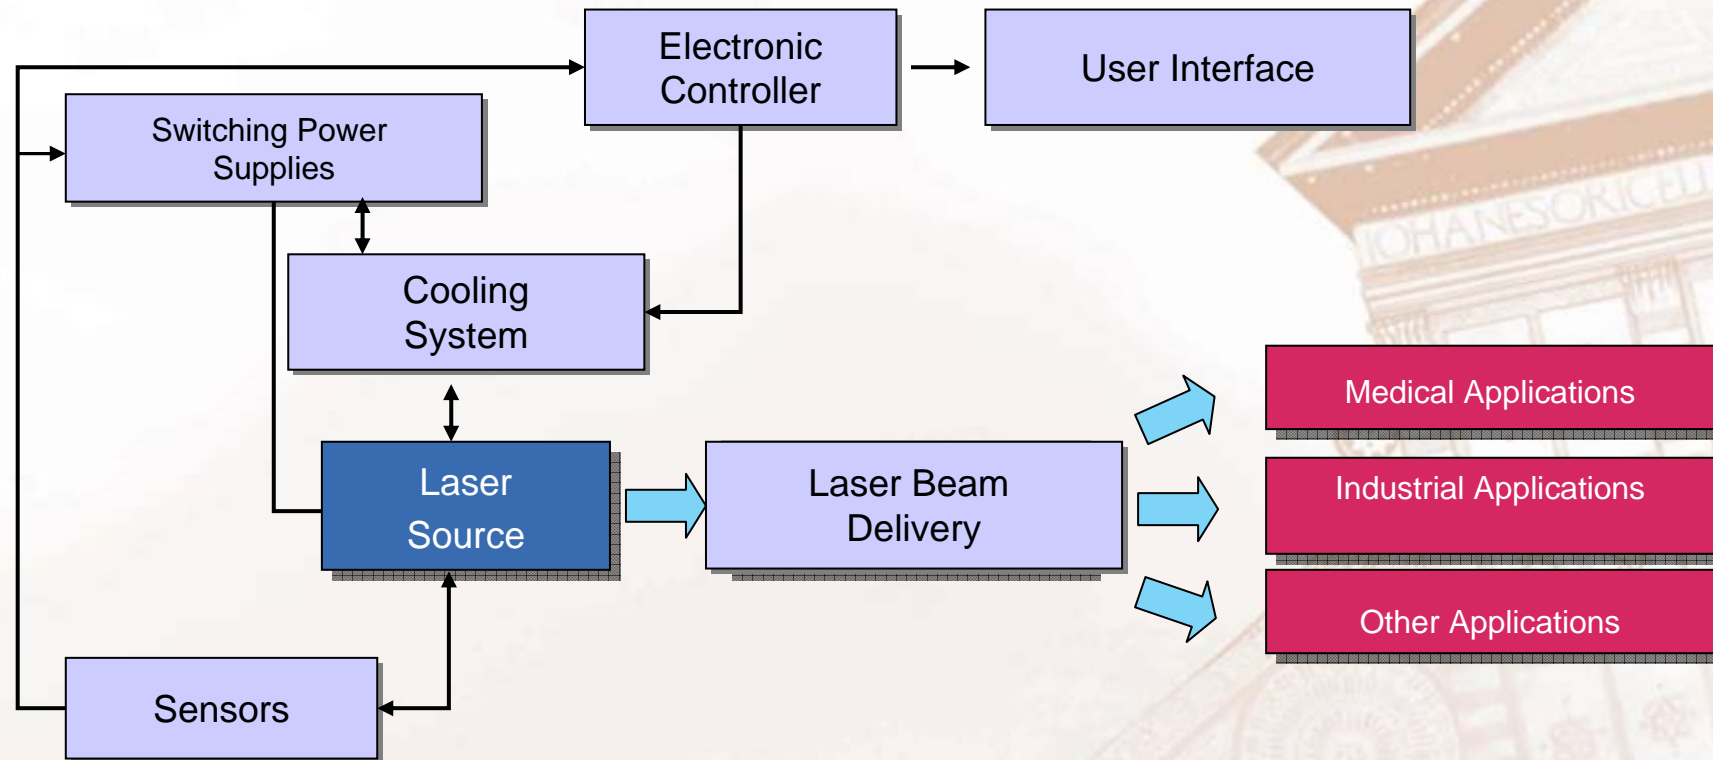 Electronic
Controller
User Interface
Switching Power
Supplies
Cooling
System
Laser
Source
Laser Beam
Delivery
Medical Applications
Industrial Applications
Other Applications
Sensors